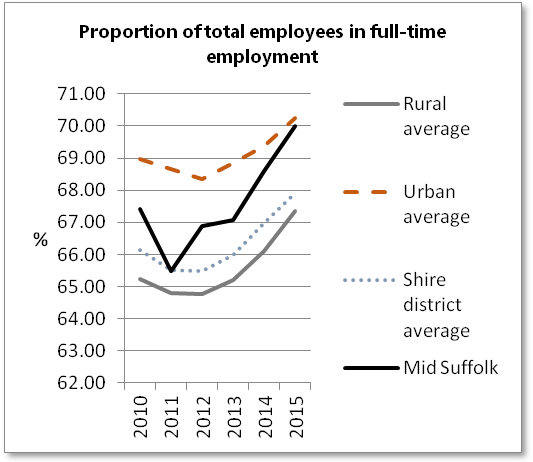 Proportion of total employees in full-time
employment
71.00
70.00
69.00
68.00
67.00
66.00
65.00
64.00
63.00
62.00
%
2010
2011
2012
2013
2014
2015
Rural
average
Urban
average
Shire
district
average
Mid Suffolk